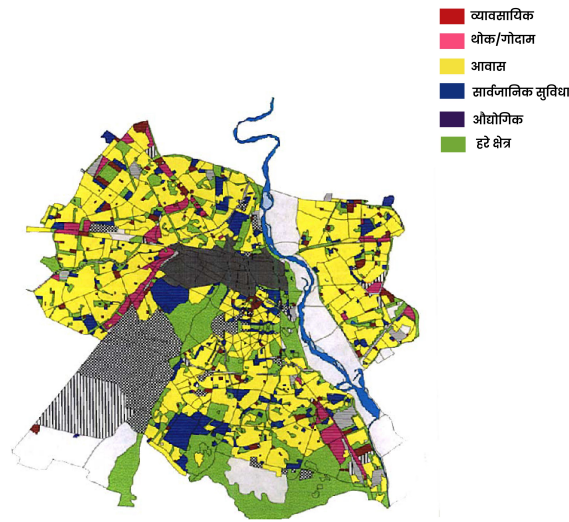 व्यावसायिक
थोक/गोदाम
आवास
सार्वजानिक सुविधा
औद्योगिक
हरे क्षेत्र